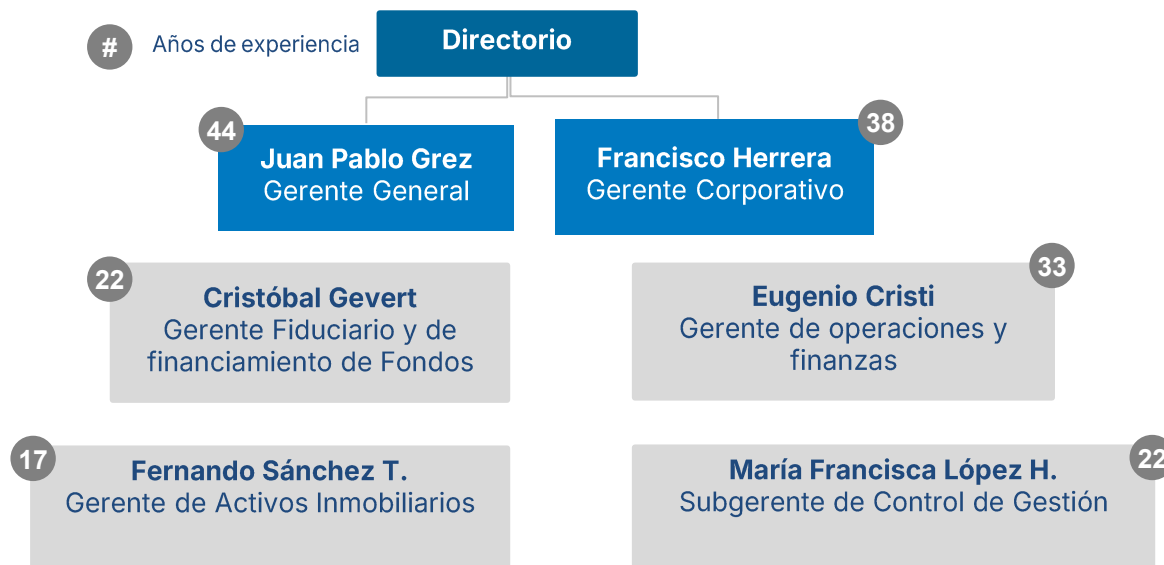 #
Años de experiencia
Directorio
44
Juan Pablo Grez
Gerente General
38
Francisco Herrera
Gerente Corporativo
22
Cristóbal Gevert
Gerente Fiduciario y de
financiamiento de Fondos
33
Eugenio Cristi
Gerente de operaciones y
finanzas
17
Fernando Sánchez T.
Gerente de Activos Inmobiliarios
22
María Francisca López H.
Subgerente de Control de Gestión